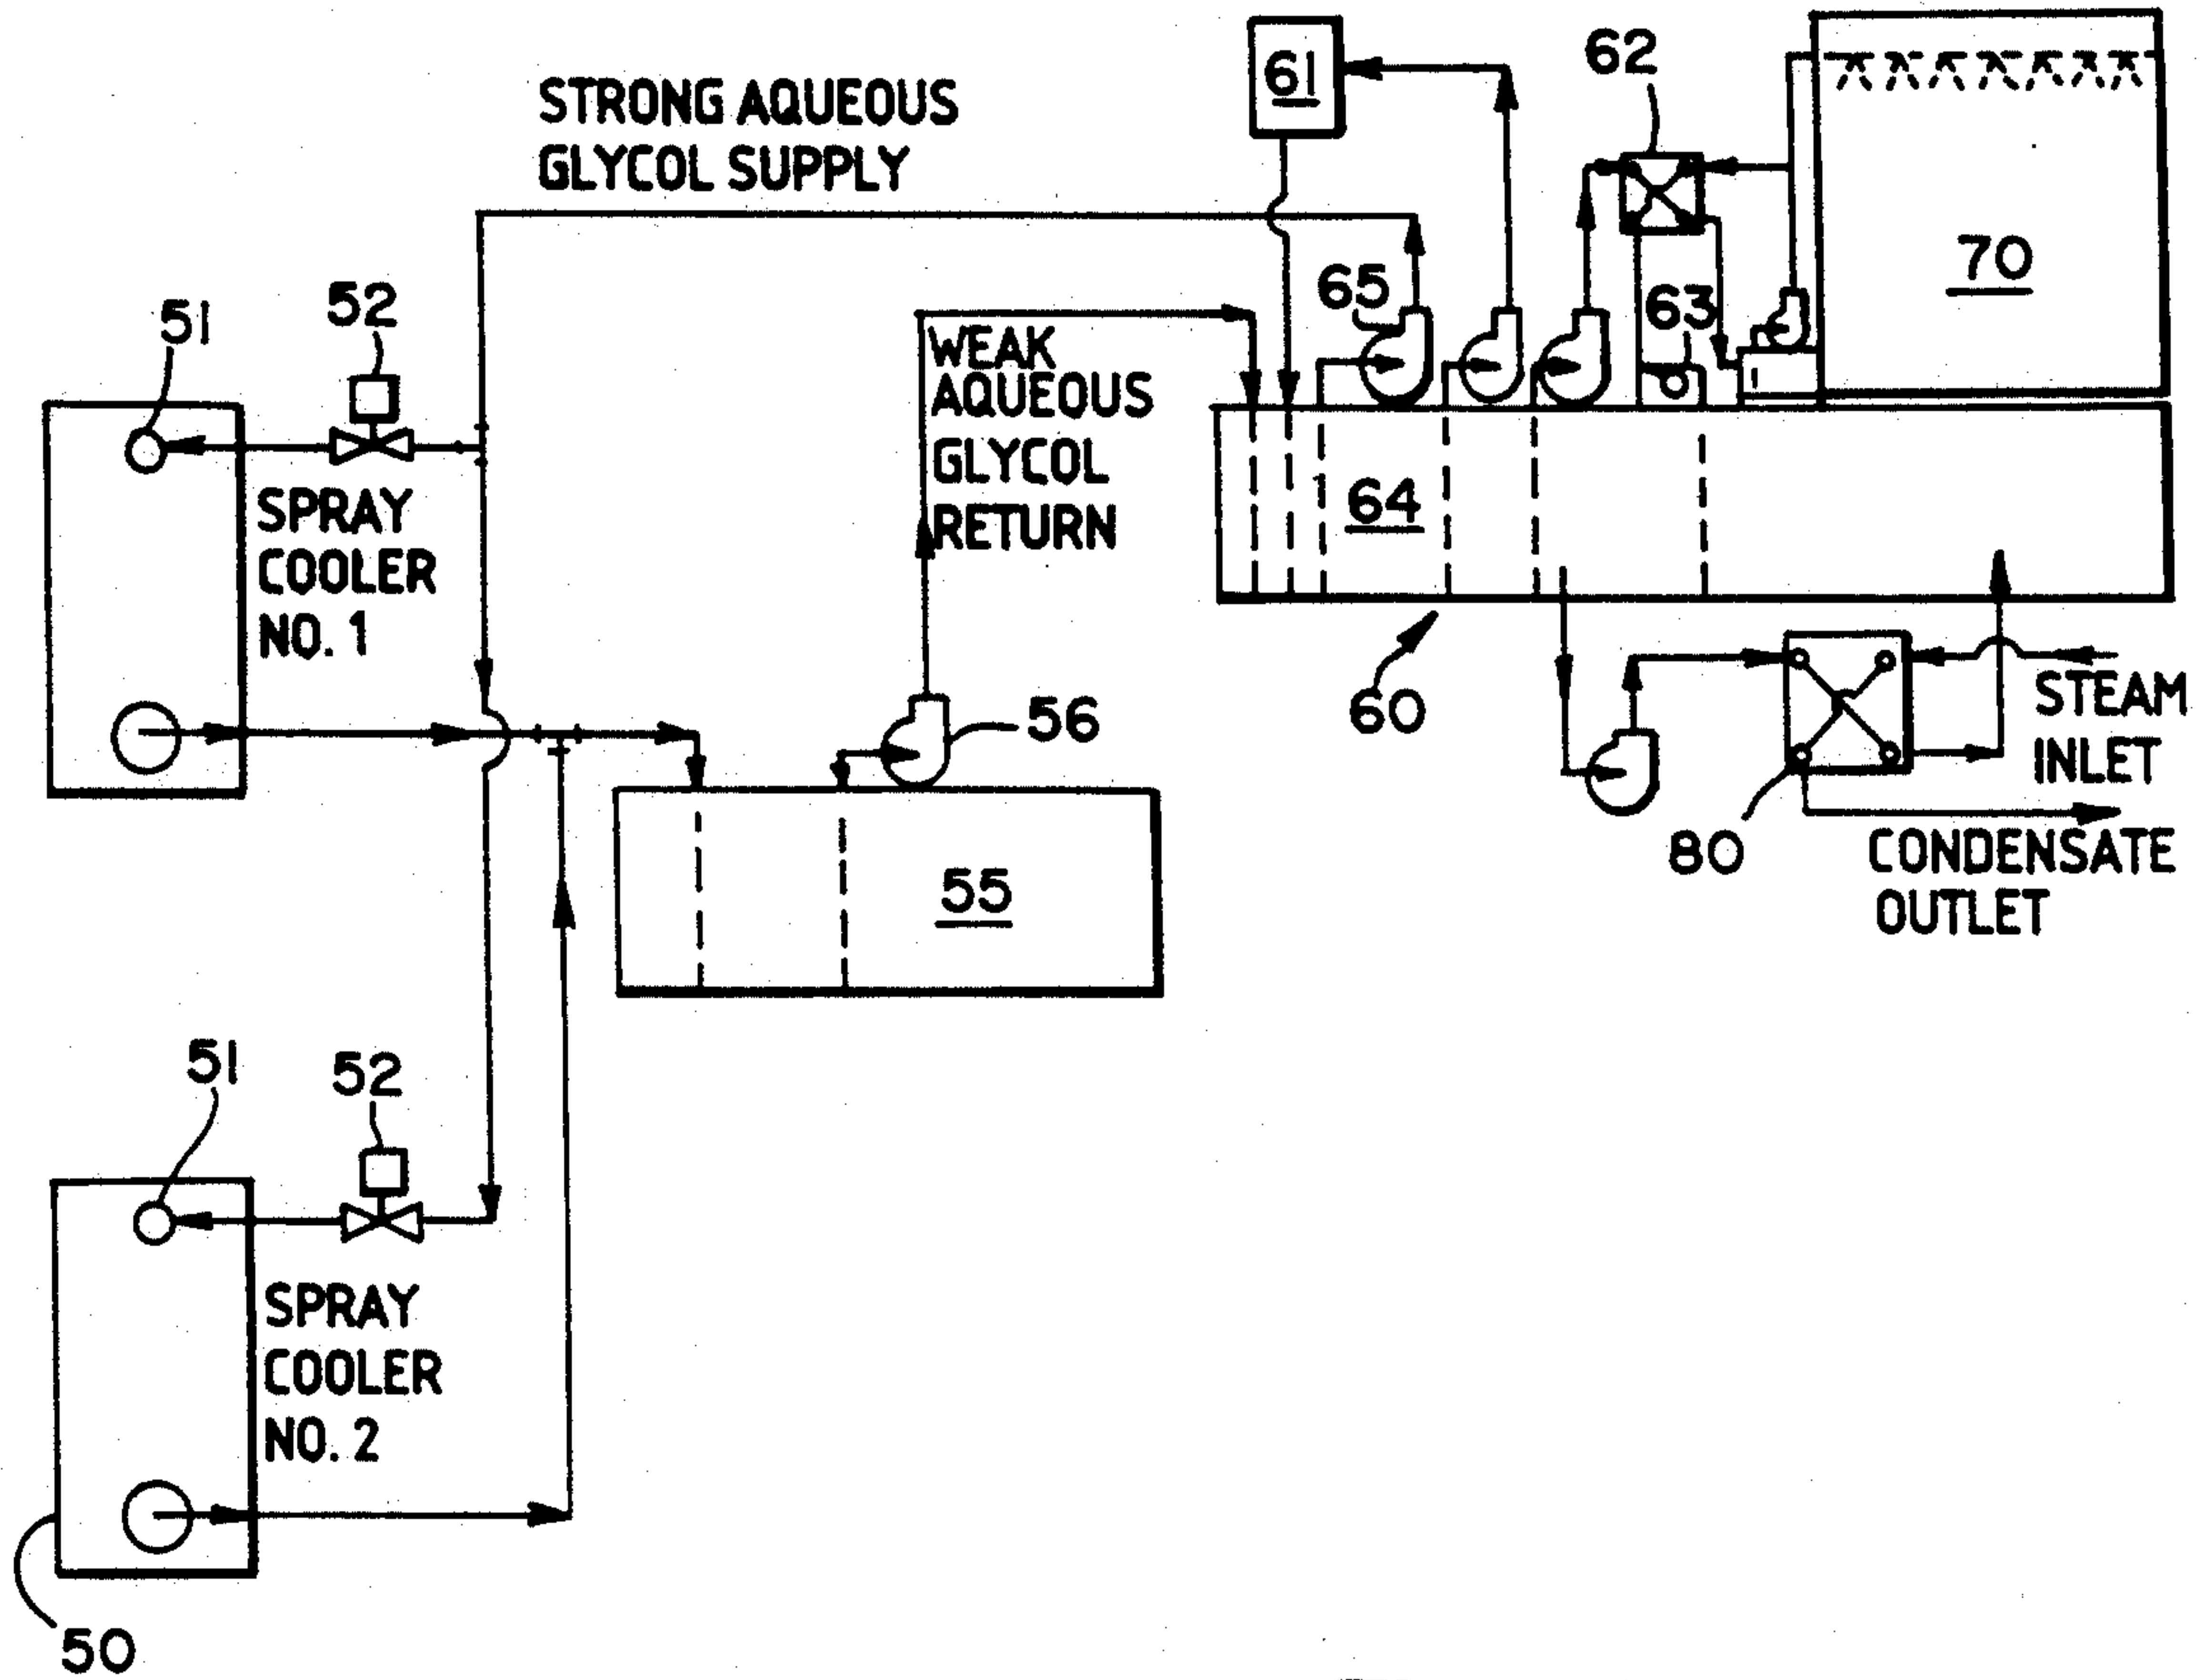 STRONG AQUEOUS
GLYCOL SUPPLY
61
62
70
65
63
51
52
WEAK
AQUEOUS
GLYCOL
RETURN
SPRAY
COOLER
NO. 1
64
60
56
STEAM
INLET
80
CONDENSATE
OUTLET
55
51
52
SPRAY
COOLER
NO. 2
50